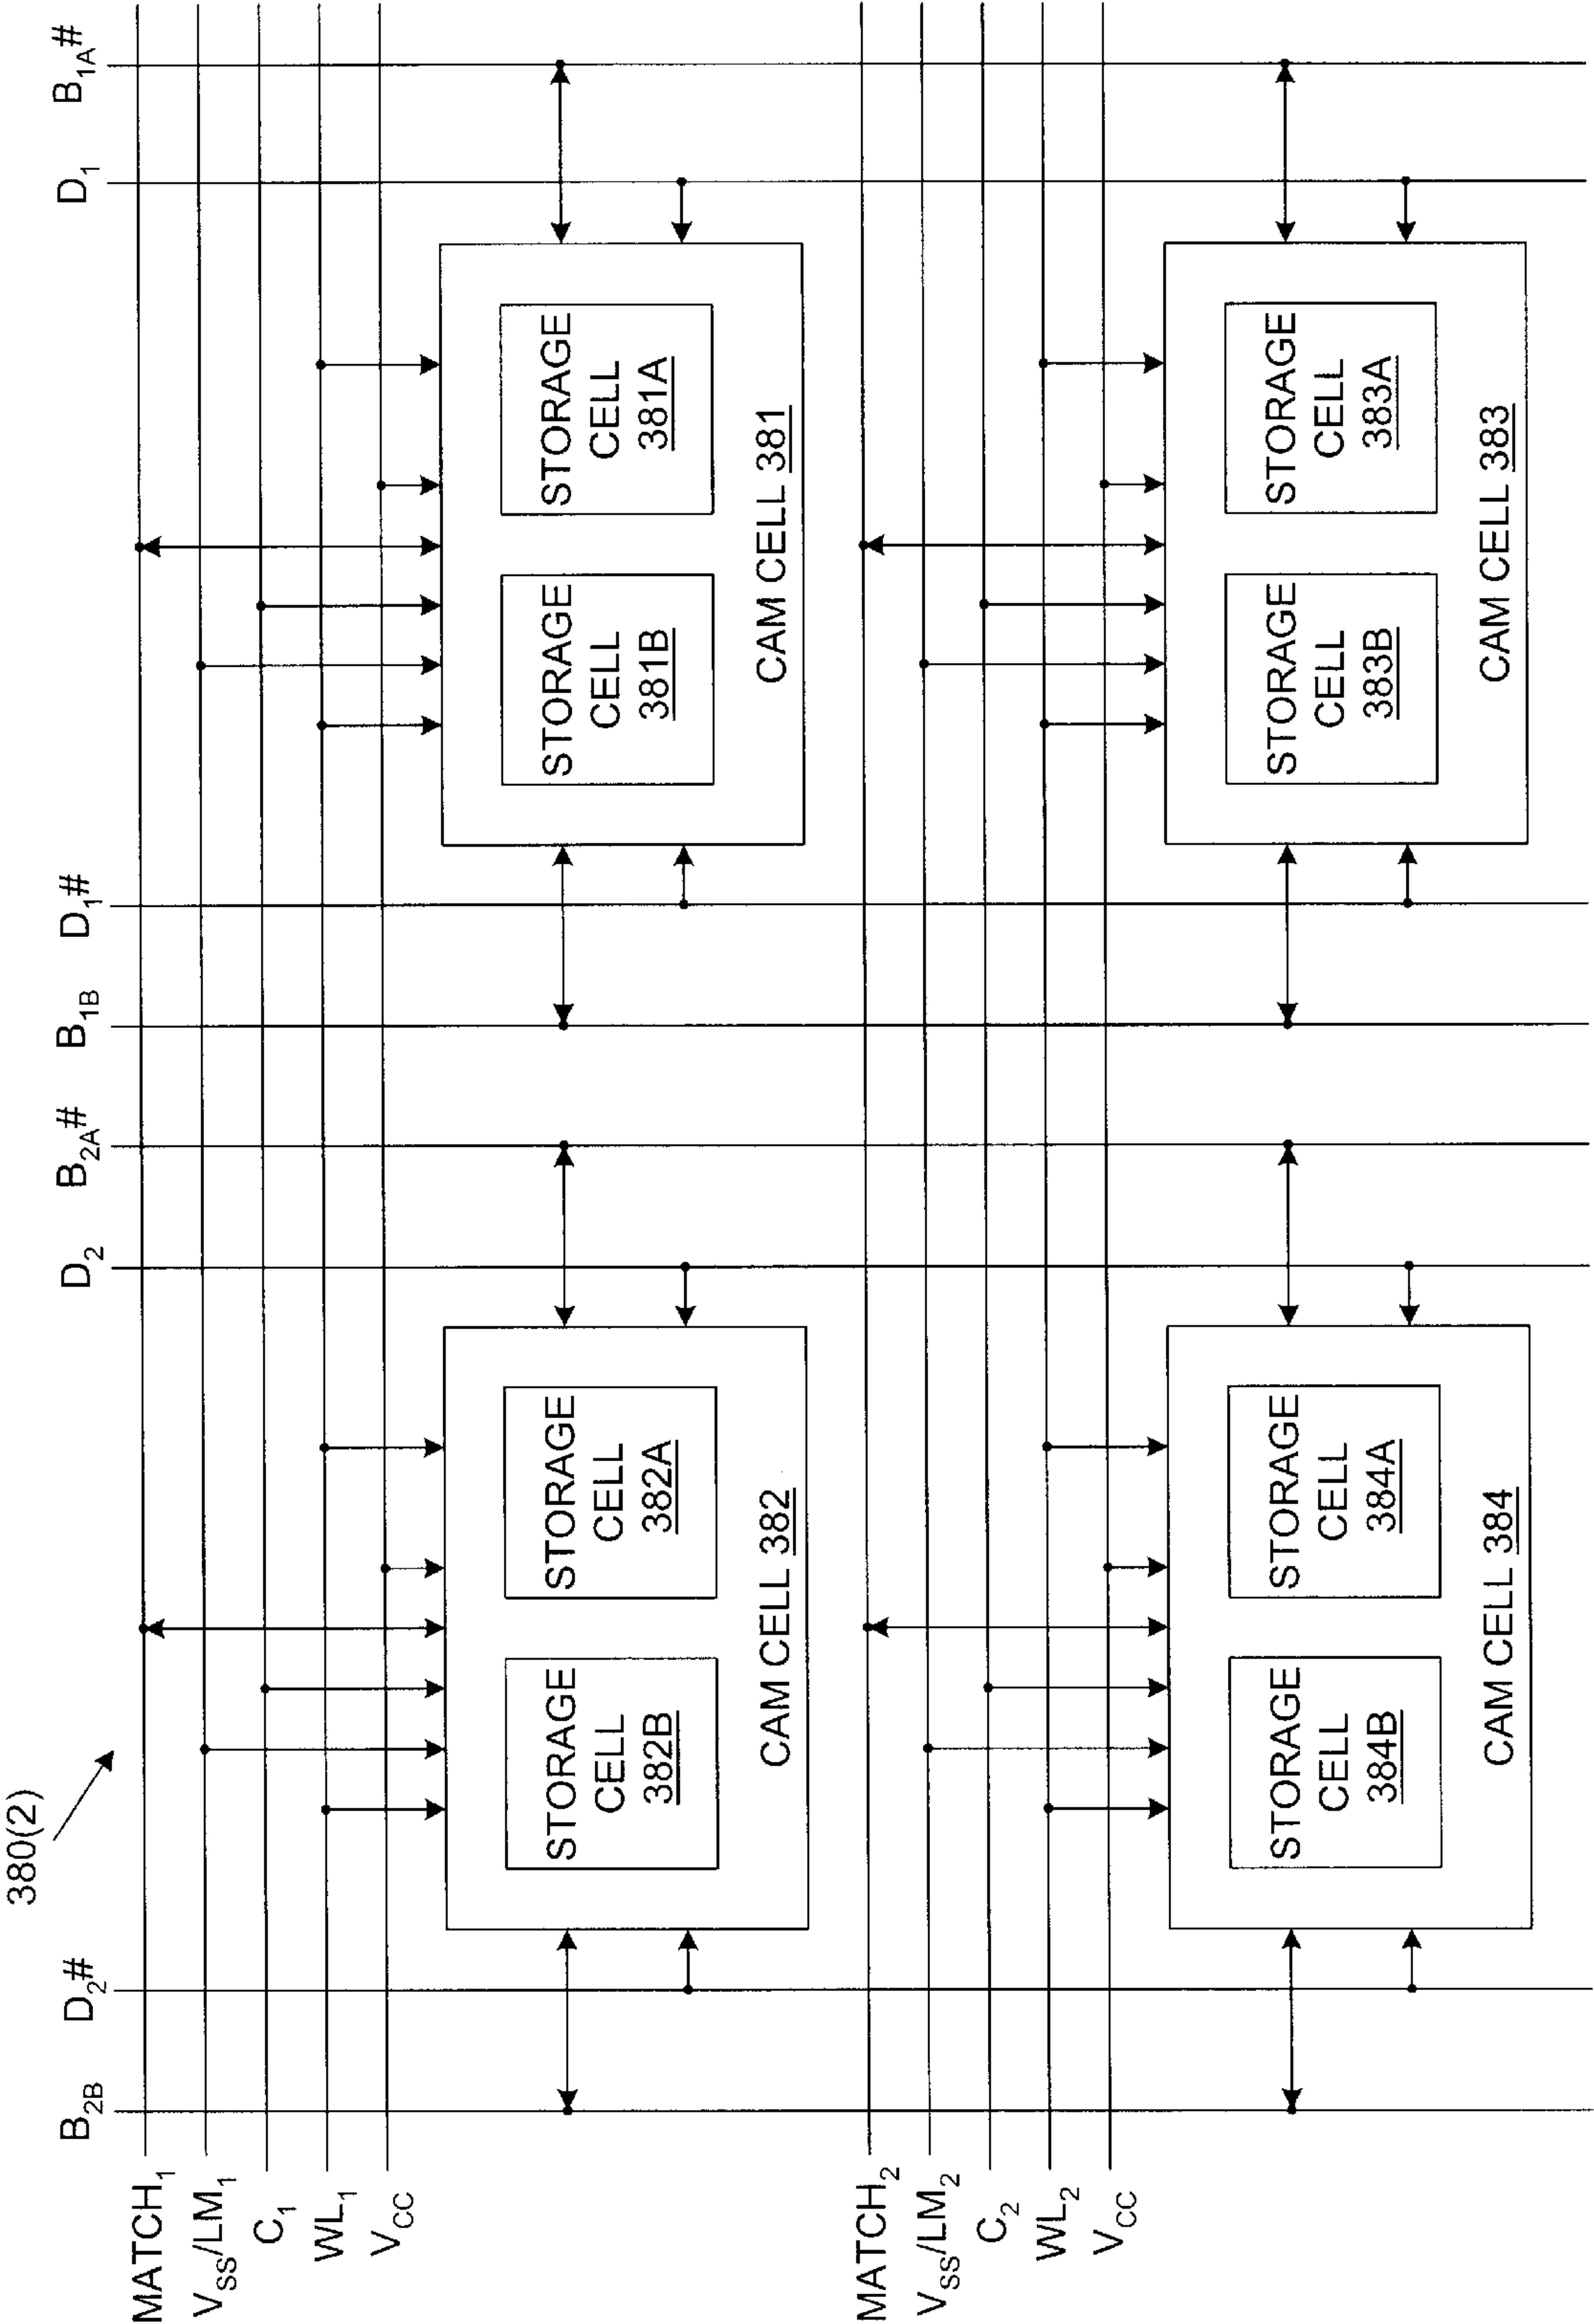 380(2)
B2B
D2#
D2
B2A#
B1B
D1#
D1
B1A#
MATCH1
VSS/LM1
C1
WL1
VCC
STORAGE
CELL
382B
STORAGE
CELL
382A
CAM CELL 382
STORAGE
CELL
381B
STORAGE
CELL
381A
CAM CELL 381
MATCH2
VSS/LM2
C2
WL2
VCC
STORAGE
CELL
384B
STORAGE
CELL
384A
CAM CELL 384
STORAGE
CELL
383B
STORAGE
CELL
383A
CAM CELL 383